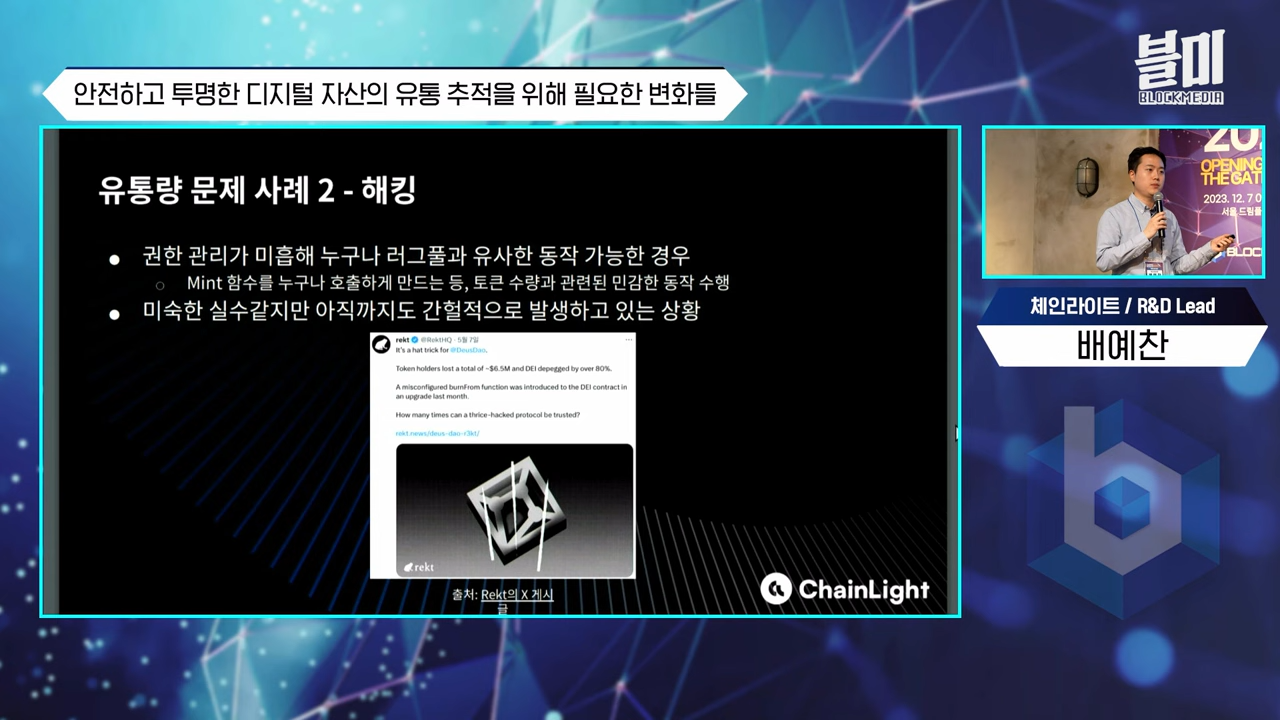 안전하고 투명한 디지털 자산의 유통 추적을 위해 필요한 변화들
블미
BLOCKMEDIA
유통량 문제 사례 2 - 해킹
● 권한 관리가 미흡해 누구나 러그풀과 유사한 동작 가능한 경우
○ Mint 함수를 누구나 호출하게 만드는 등, 토큰 수량과 관련된 민감한 동작 수행
● 미숙한 실수같지만 아직까지도 간헐적으로 발생하고 있는 상황
rekt @RektHQ · 5월 7일
It's a hat trick for @DeusDao.
Token holders lost a total of ~$6.5M and DEI depegged by over 80%.
A misconfigured burnFrom function was introduced to the DEI contract in
an upgrade last month.
How many times can a thrice-hacked protocol be trusted?
rekt.news/deus-dao-r3kt/
rekt
출처: Rekt의 X 게시
글
ChainLight
20
OPENING
THE GAT
2023. 12. 7
서울 드림플
BLOC
체인라이트 / R&D Lead
배예찬